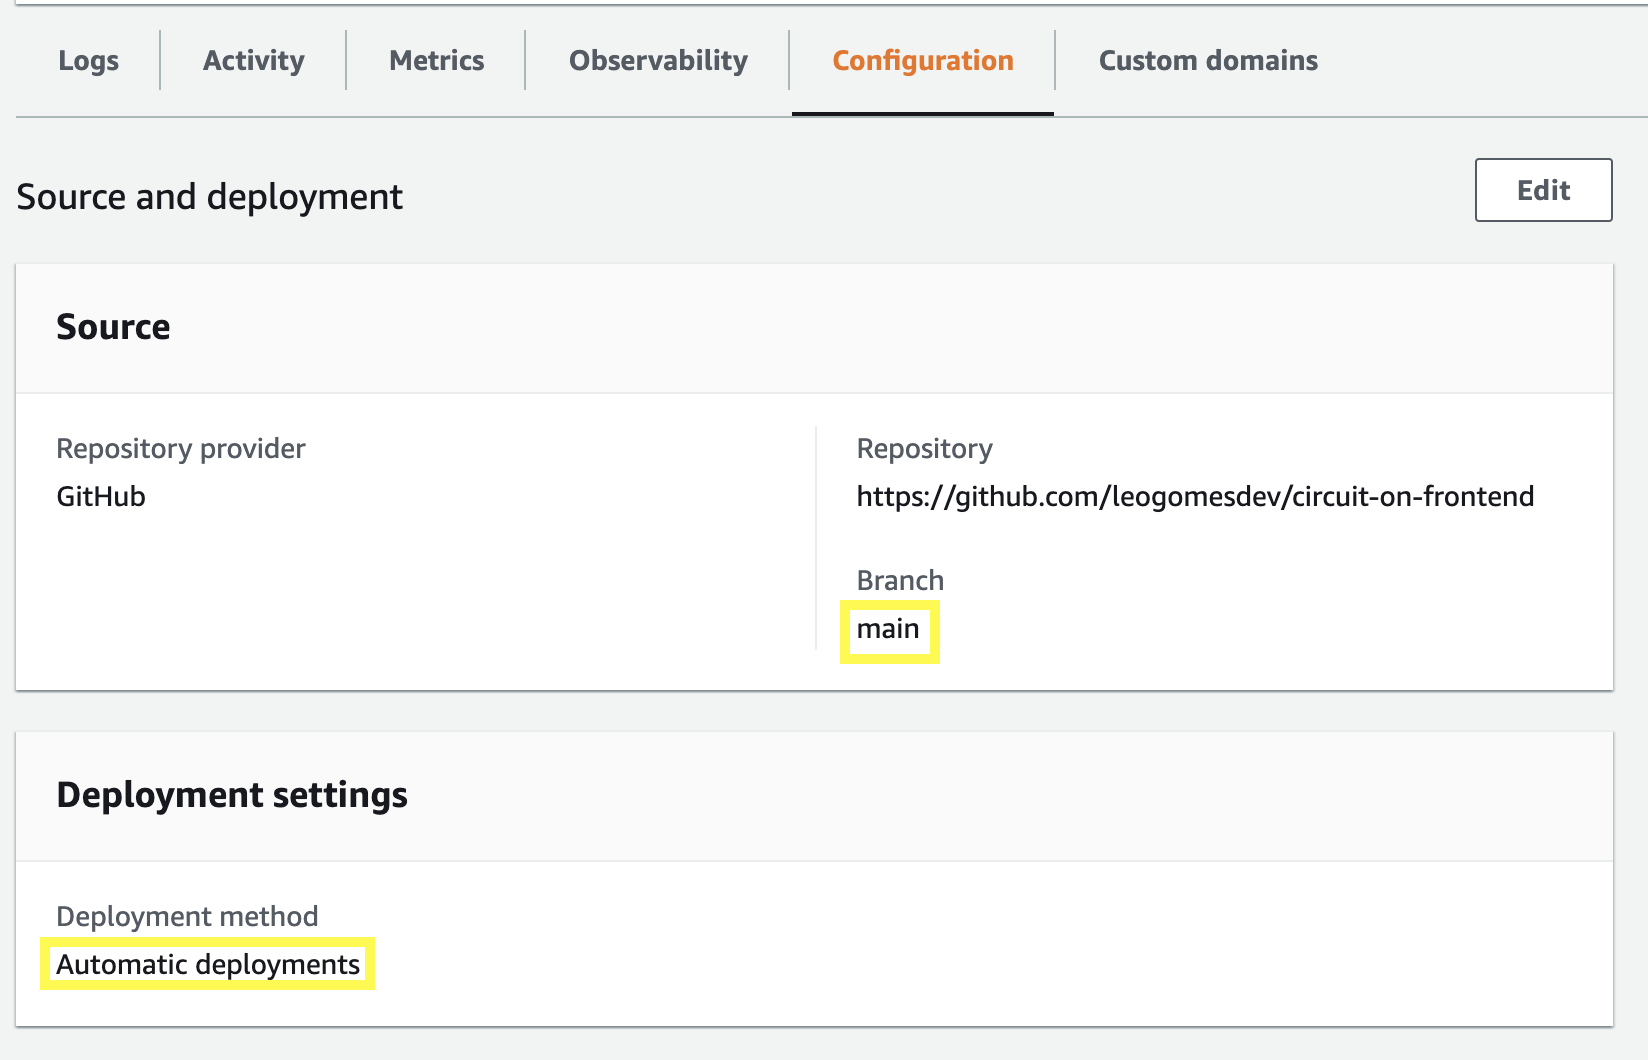 Logs Activity Metrics Observability Configuration Custom domains
Source and deployment
Edit
Source
Repository provider
GitHub
Repository
https://github.com/leogomesdev/circuit-on-frontend
Branch
main
Deployment settings
Deployment method
Automatic deployments